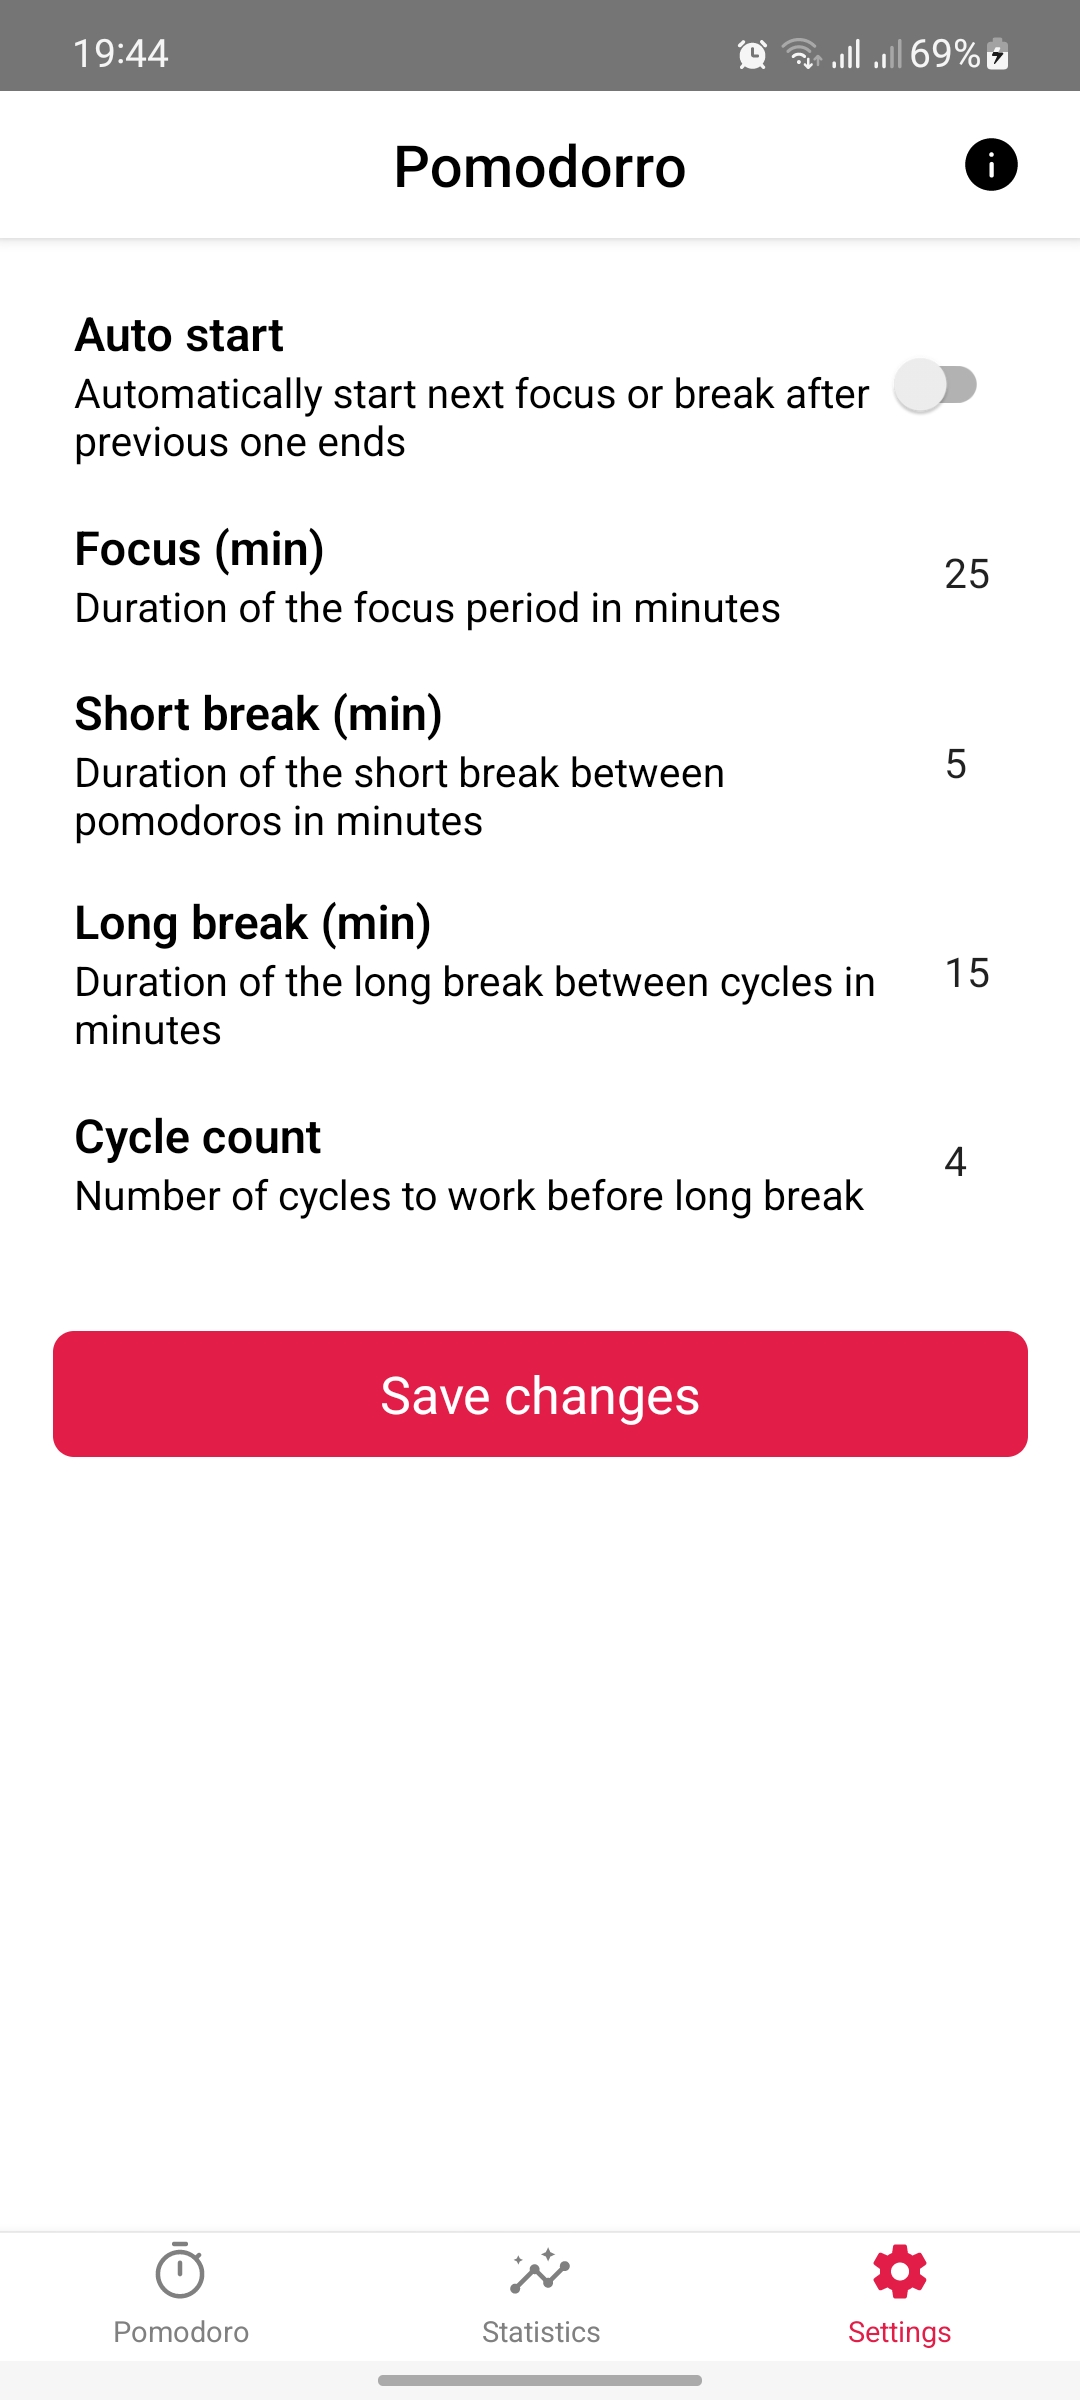 19:44
69%
Pomodorro
Auto start
Automatically start next focus or break after
previous one ends
Focus (min)
Duration of the focus period in minutes
25
Short break (min)
Duration of the short break between
pomodoros in minutes
5
Long break (min)
Duration of the long break between cycles in
minutes
15
Cycle count
Number of cycles to work before long break
4
Save changes
Pomodoro
Statistics
Settings